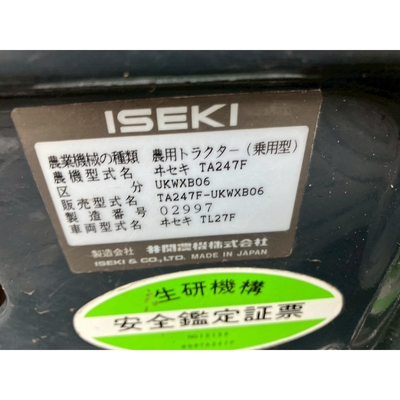 ISEKI
農業機械の種類 農用トラクター(乗用型)
農機型式名 ヰセキ TA247F
区分 UKWXB06
販売型式名 TA247F-UKWXB06
製造番号 02997
車両型式名 ヰセキ TL27F
製造会社 井関農機株式会社
ISEKI & CO.,LTD. MADE IN JAPAN
生研機構
安全鑑定証票